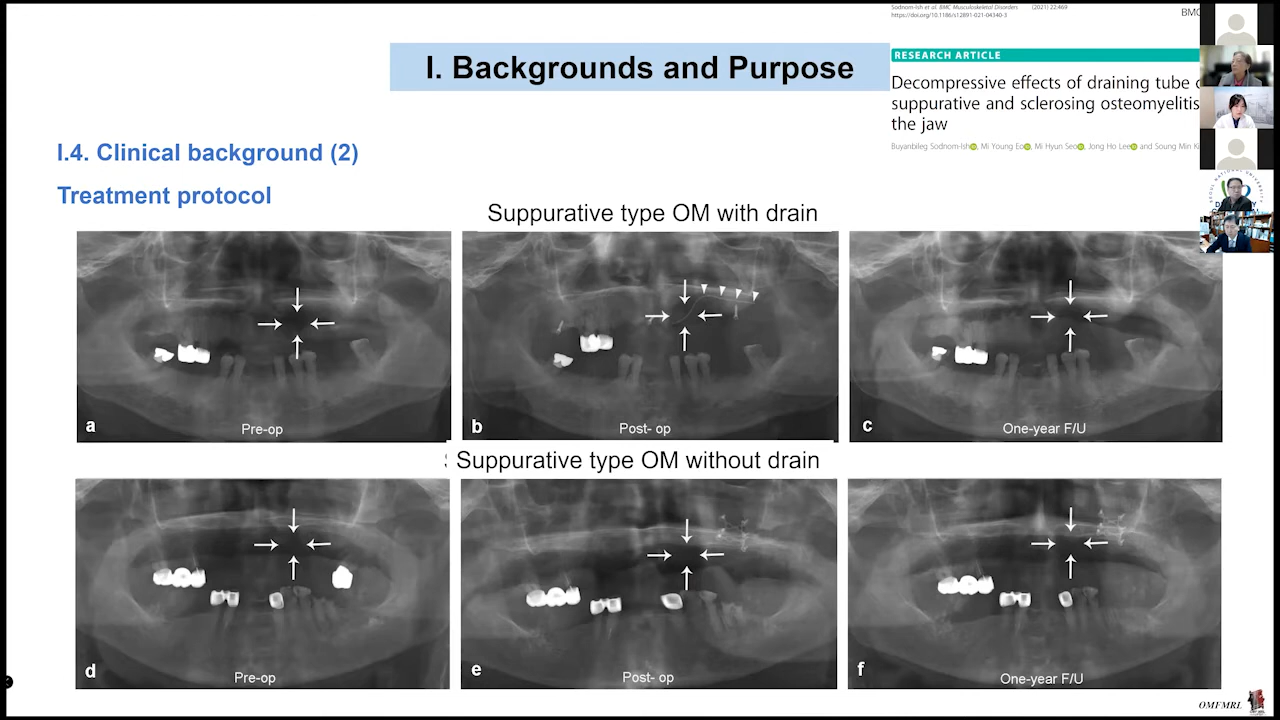 Sodnom-Ish et al. BMC Musculoskeletal Disorders (2021) 22:469
https://doi.org/10.1186/s12891-021-04340-3
BMC
RESEARCH ARTICLE
I. Backgrounds and Purpose
Decompressive effects of draining tube
suppurative and sclerosing osteomyelitis
the jaw
Buyanbileg Sodnom-Ish, Mi Young Eo, Mi Hyun Seo, Jong Ho Lee and Soung Min
I.4. Clinical background (2)
Treatment protocol
Suppurative type OM with drain
a
Pre-op
b
Post- op
c
One-year F/U
Suppurative type OM without drain
d
Pre-op
e
Post- op
f
One-year F/U
OMFMRL